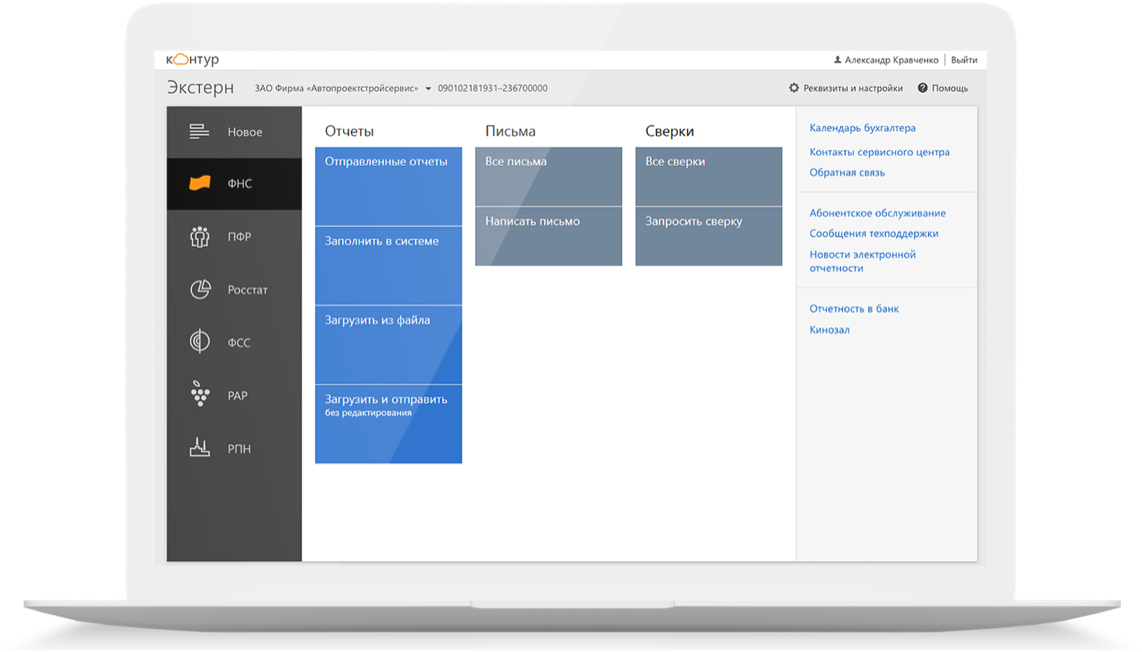 контур
Александр Кравченко Выйти
Экстерн ЗАО Фирма «Автопроектстройсервис» 090102181931–236700000 Реквизиты и настройки Помощь
Новое
ФНС
ПФР
Росстат
ФСС
РАР
РПН
Отчеты
Отправленные отчеты
Заполнить в системе
Загрузить из файла
Загрузить и отправить
без редактирования
Письма
Все письма
Написать письмо
Сверки
Все сверки
Запросить сверку
Календарь бухгалтера
Контакты сервисного центра
Обратная связь
Абонентское обслуживание
Сообщения техподдержки
Новости электронной
отчетности
Отчетность в банк
Кинозал